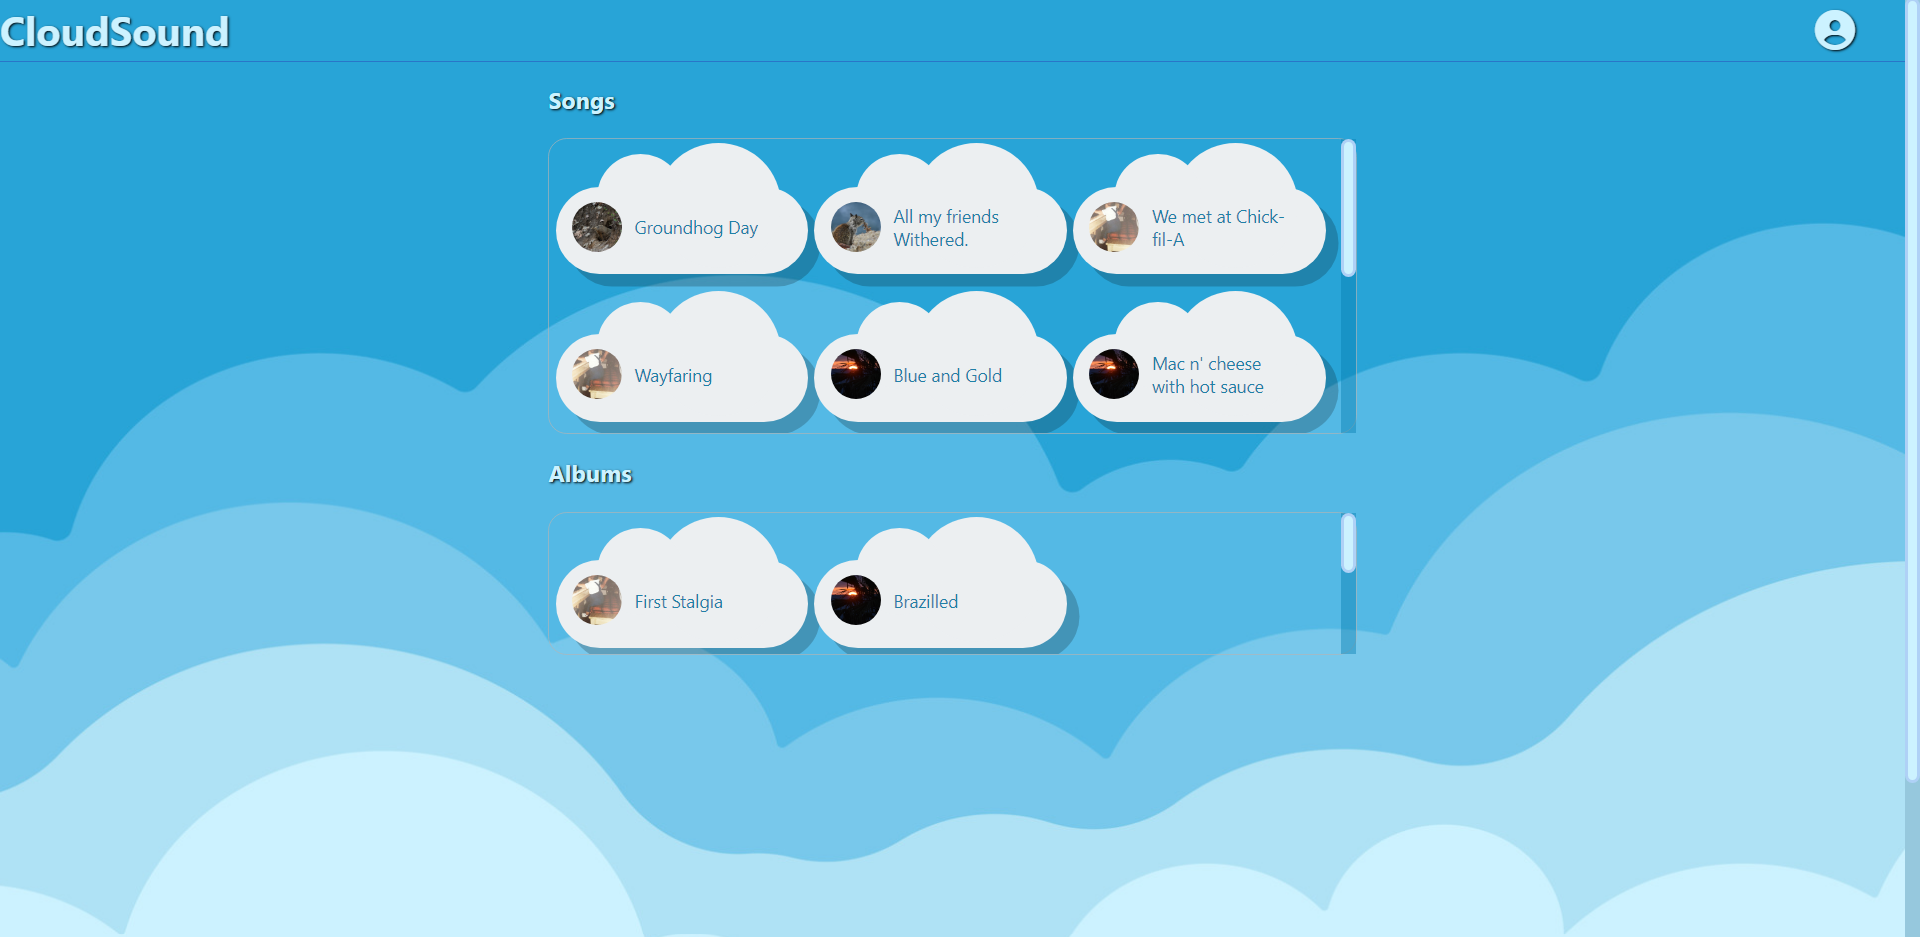 CloudSound
Songs
Groundhog Day
All my friends
Withered.
We met at Chick-
fil-A
Wayfaring
Blue and Gold
Mac n' cheese
with hot sauce
Albums
First Stalgia
Brazilled